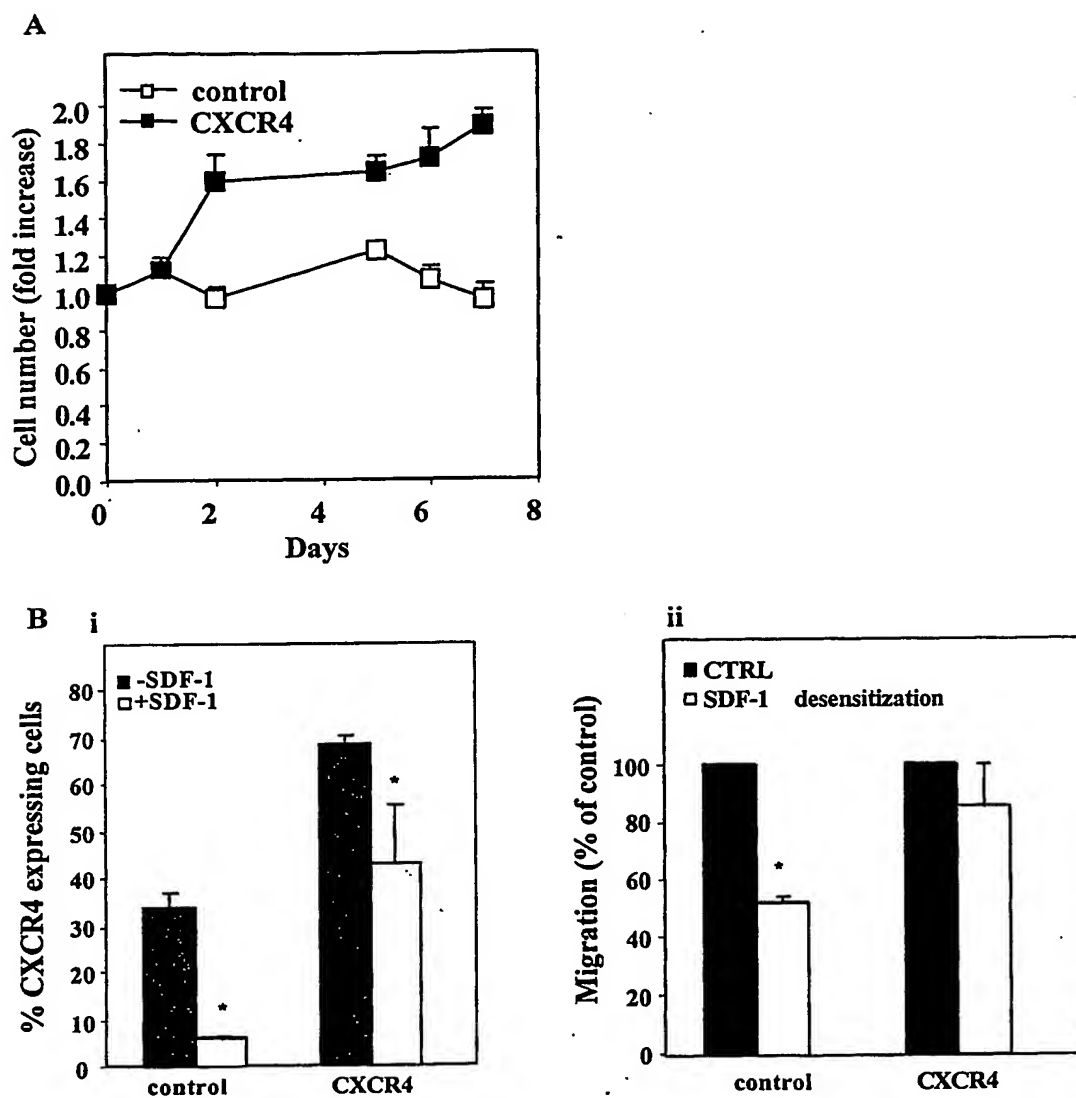 A
control
CXCR4
Cell number (fold increase)
2.0
1.8
1.6
1.4
1.2
1.0
0.8
0.6
0.4
0.2
0.0
0 2 4 6 8
Days
B i
-SDF-1
+SDF-1
% CXCR4 expressing cells
80
70
60
50
40
30
20
10
0
*
*
control CXCR4
ii
CTRL
SDF-1 desensitization
Migration (% of control)
100
80
60
40
20
0
*
control CXCR4